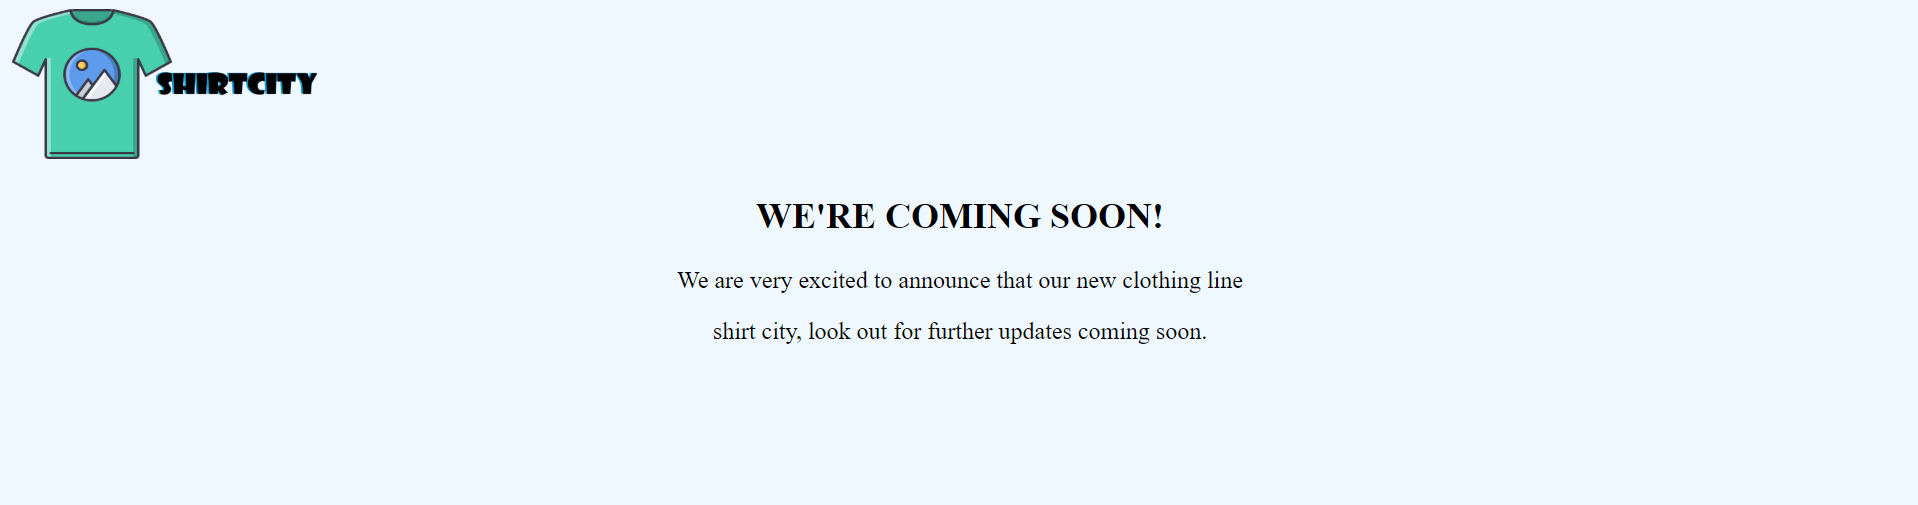 SHIRTCITY
WE'RE COMING SOON!
We are very excited to announce that our new clothing line
shirt city, look out for further updates coming soon.